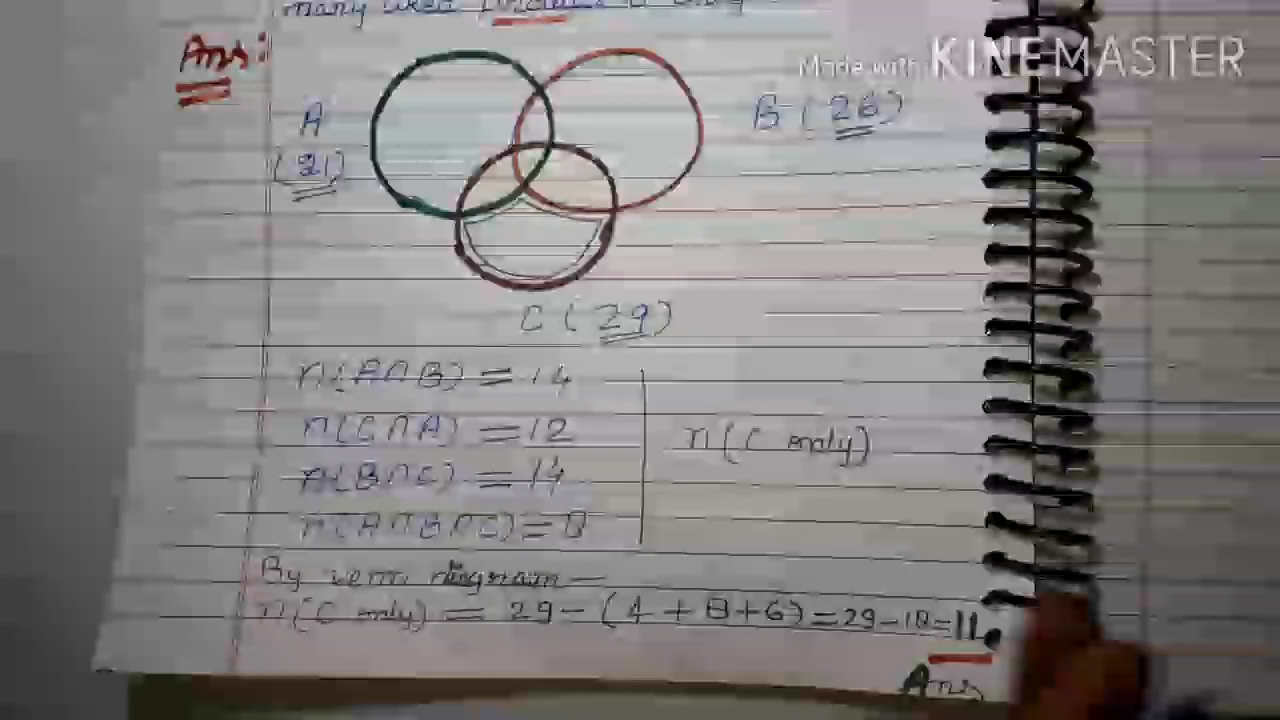 many
Ans:
Made with KINEMASTER
A
(21)
B (26)
C (29)
n(A∩B) = 14
n(C∩A) = 12
n(B∩C) = 14
n(A∩B∩C) = 8
n(C only)
By venn diagram —
n(C only) = 29 - (4 + 8 + 6) = 29 - 18 = 11.
Ans